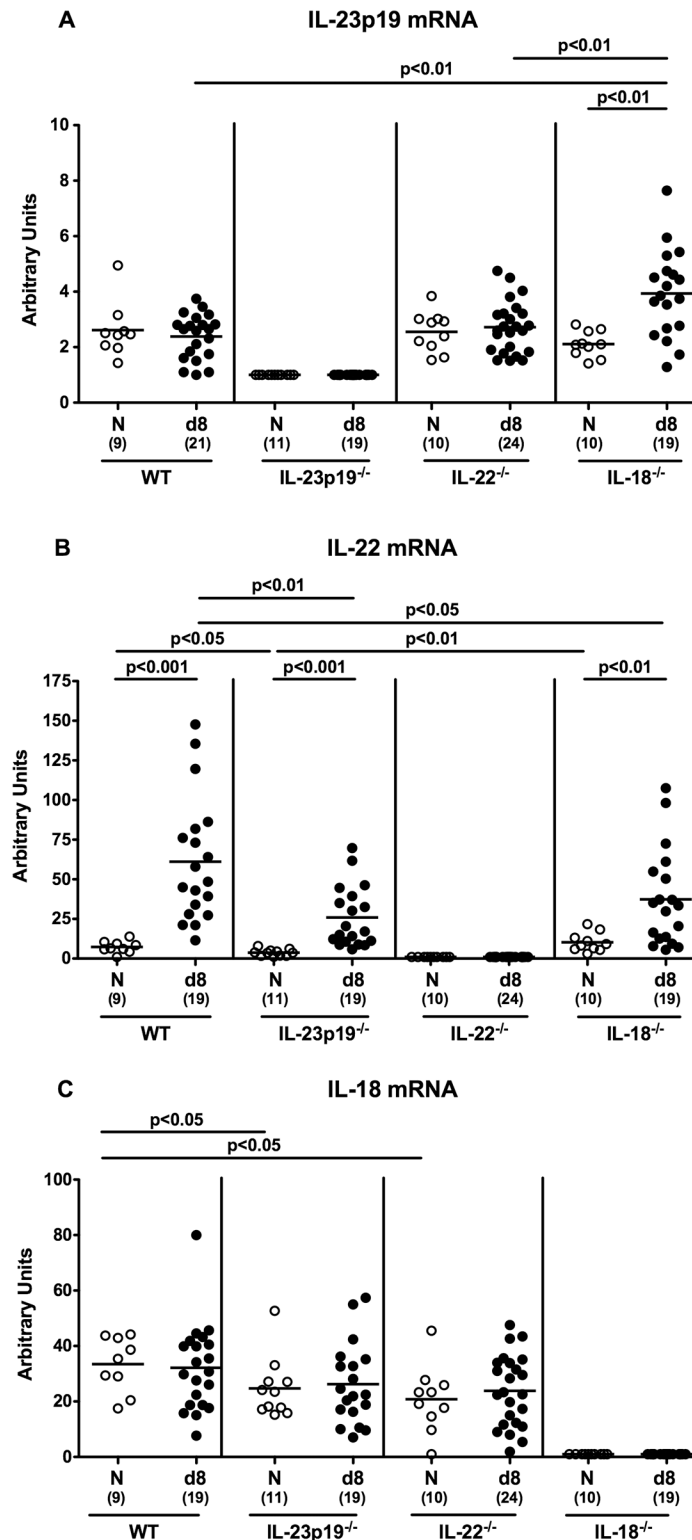 A IL-23p19 mRNA
p<0.01
p<0.01
p<0.01
Arbitrary Units
10
8
6
4
2
0
N d8 N d8 N d8 N d8
(9) (21) (11) (19) (10) (24) (10) (19)
WT IL-23p19-/- IL-22-/- IL-18-/-
B IL-22 mRNA
p<0.01
p<0.05
p<0.05 p<0.01
p<0.001 p<0.001 p<0.01
Arbitrary Units
175
150
125
100
75
50
25
0
N d8 N d8 N d8 N d8
(9) (19) (11) (19) (10) (24) (10) (19)
WT IL-23p19-/- IL-22-/- IL-18-/-
C IL-18 mRNA
p<0.05
p<0.05
Arbitrary Units
100
80
60
40
20
0
N d8 N d8 N d8 N d8
(9) (19) (11) (19) (10) (24) (10) (19)
WT IL-23p19-/- IL-22-/- IL-18-/-